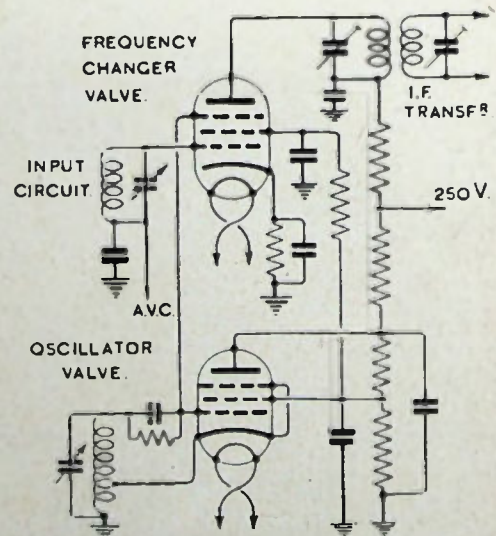 FREQUENCY
CHANGER
VALVE.
I.F.
TRANSFR
INPUT
CIRCUIT.
250 V.
A.V.C.
OSCILLATOR
VALVE.